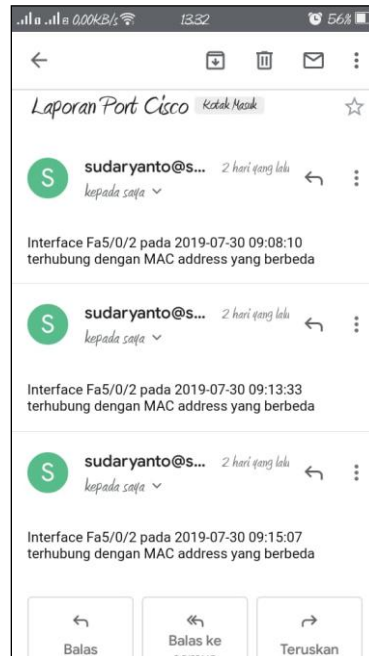 0,00KB/s 13.32 56%
Laporan Port Cisco Kotak Masuk
S sudaryanto@s... 2 hari yang lalu
kepada saya
Interface Fa5/0/2 pada 2019-07-30 09:08:10
terhubung dengan MAC address yang berbeda
S sudaryanto@s... 2 hari yang lalu
kepada saya
Interface Fa5/0/2 pada 2019-07-30 09:13:33
terhubung dengan MAC address yang berbeda
S sudaryanto@s... 2 hari yang lalu
kepada saya
Interface Fa5/0/2 pada 2019-07-30 09:15:07
terhubung dengan MAC address yang berbeda
Balas Balas ke Teruskan